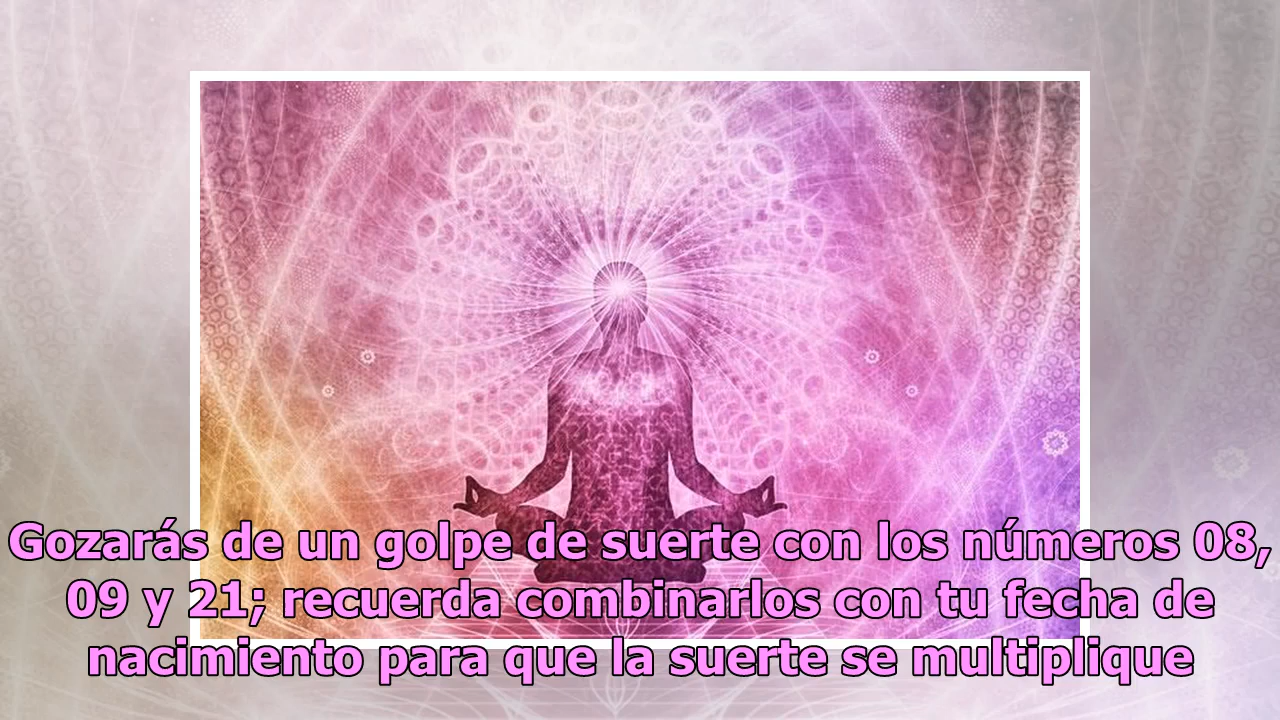 Gozarás de un golpe de suerte con los números 08,
09 y 21; recuerda combinarlos con tu fecha de
nacimiento para que la suerte se multiplique